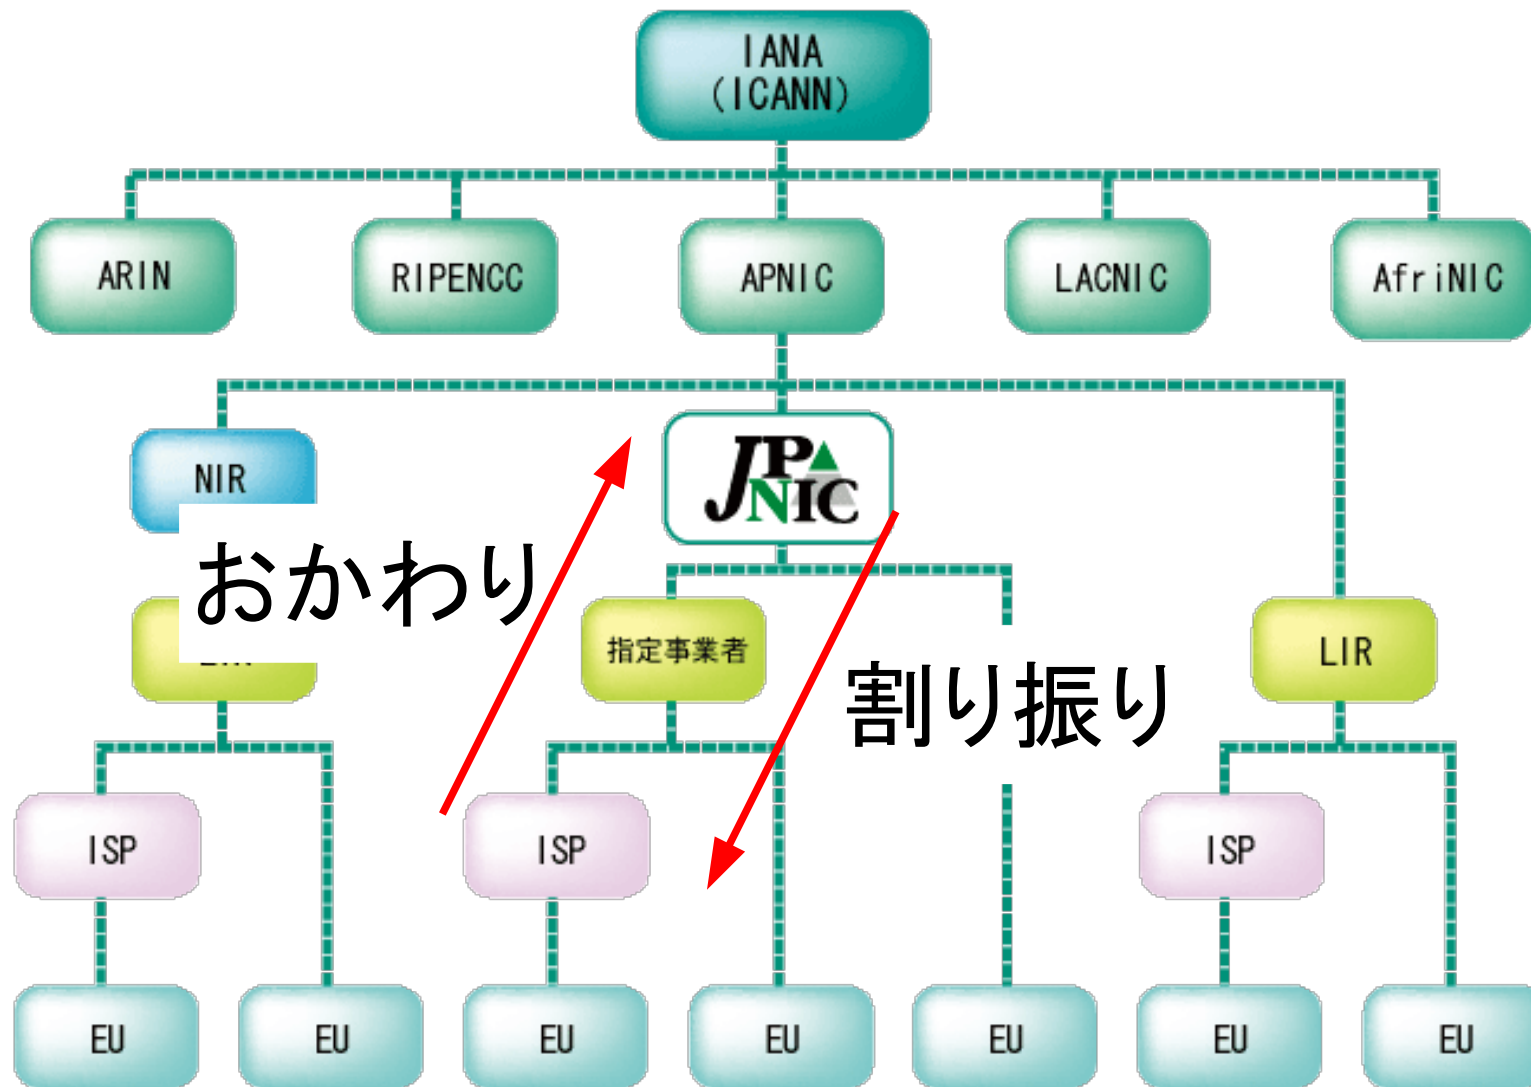 IANA
(ICANN)
ARIN
RIPENCC
APNIC
LACNIC
AfriNIC
NIR
JPNIC
おかわり
指定事業者
LIR
割り振り
ISP
ISP
ISP
EU
EU
EU
EU
EU
EU
EU